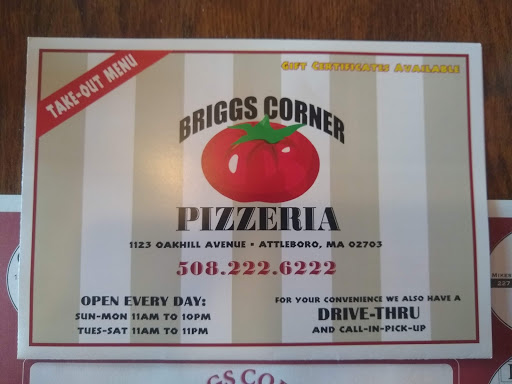 TAKE-OUT MENU
GIFT CERTIFICATES AVAILABLE
BRIGGS CORNER
PIZZERIA
1123 OAKHILL AVENUE • ATTLEBORO, MA 02703
508.222.6222
OPEN EVERY DAY:
SUN-MON 11AM TO 10PM
TUES-SAT 11AM TO 11PM
FOR YOUR CONVENIENCE WE ALSO HAVE A
DRIVE-THRU
AND CALL-IN-PICK-UP
227